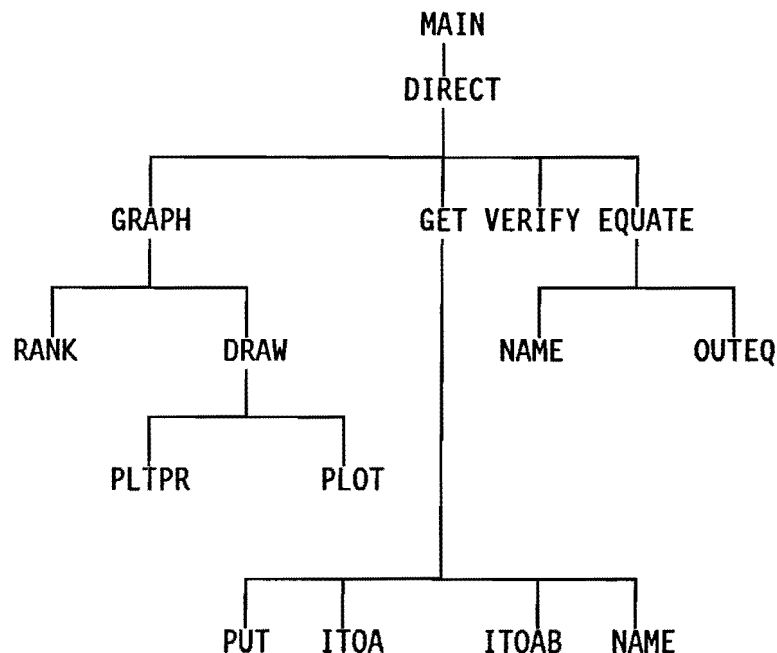 MAIN
DIRECT
GRAPH GET VERIFY EQUATE
RANK DRAW NAME OUTEQ
PLTPR PLOT
PUT ITOA ITOAB NAME